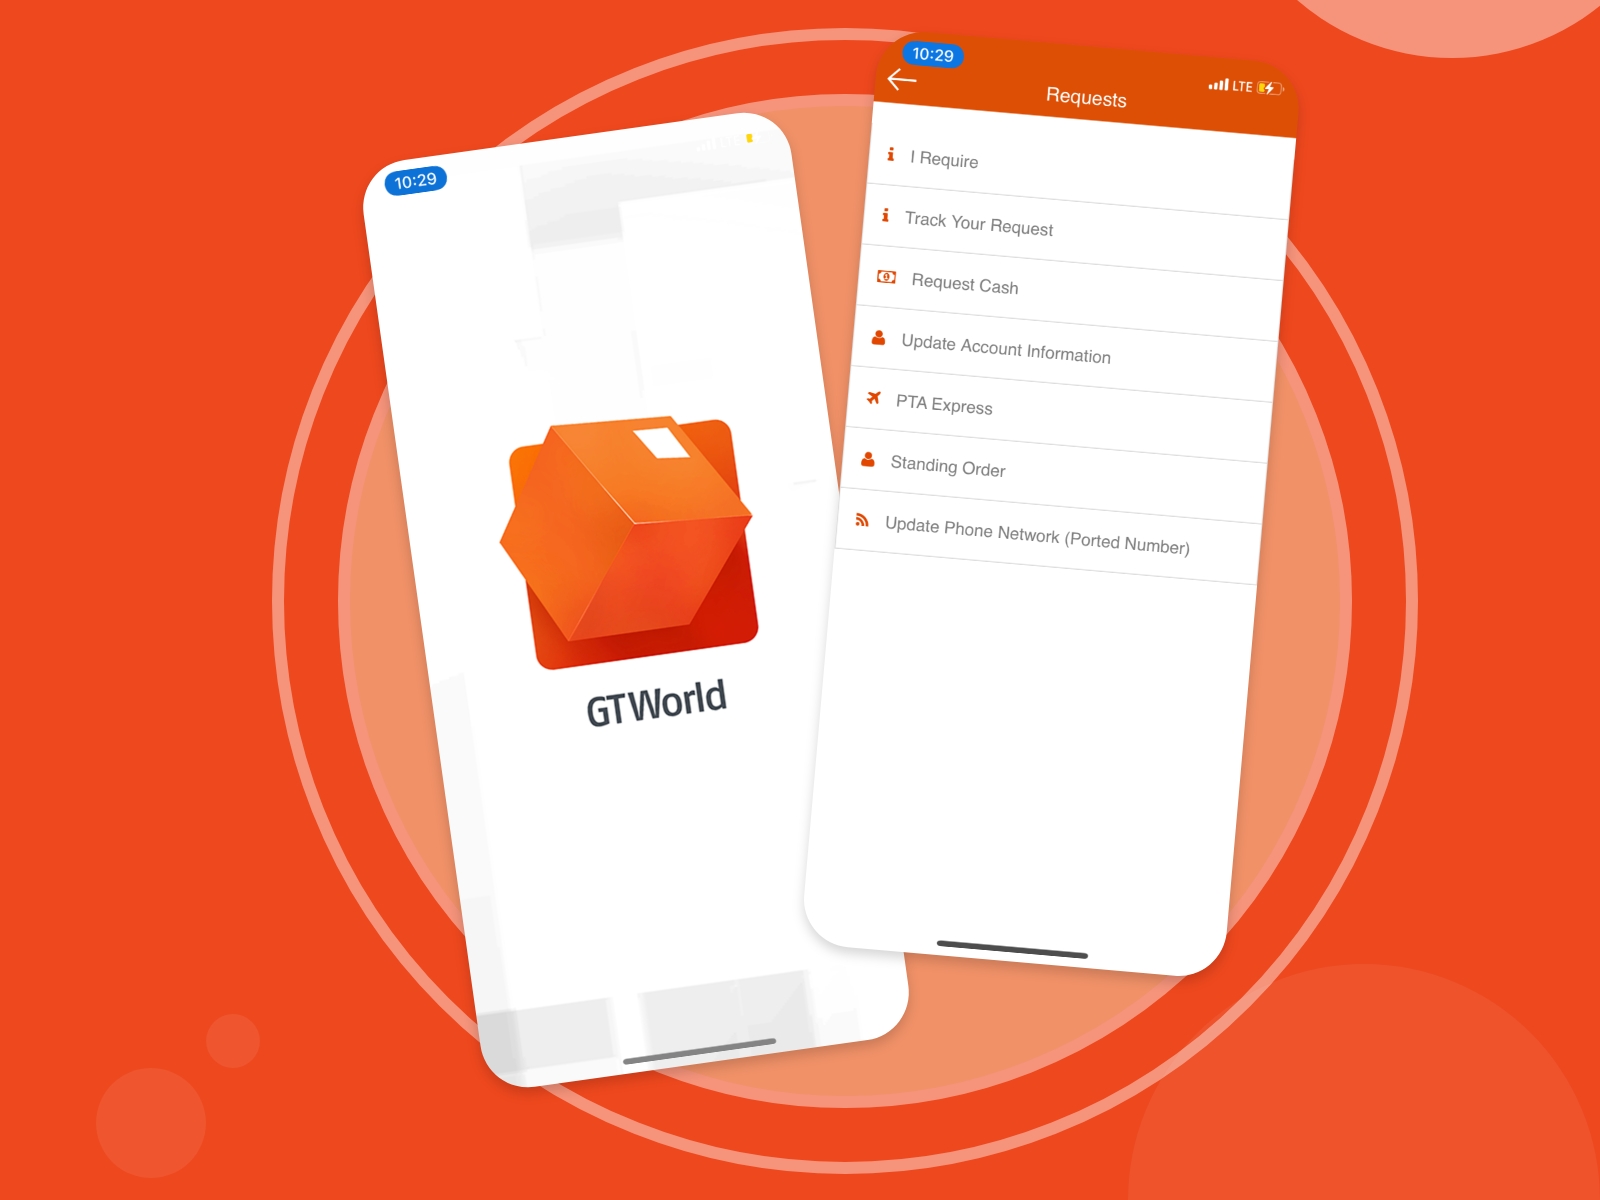 10:29
GTWorld
10:29
LTE
Requests
I Require
Track Your Request
Request Cash
Update Account Information
PTA Express
Standing Order
Update Phone Network (Ported Number)